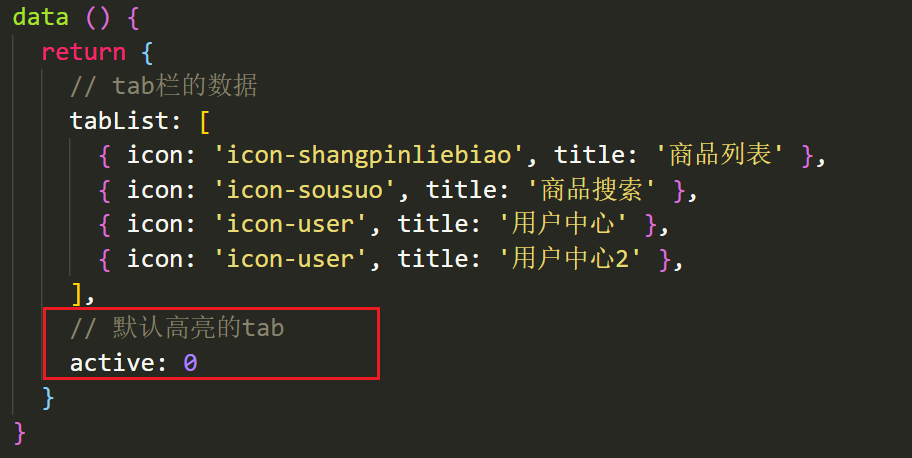 data () {
return {
// tab栏的数据
tabList: [
{ icon: 'icon-shangpinliebiao', title: '商品列表' },
{ icon: 'icon-sousuo', title: '商品搜索' },
{ icon: 'icon-user', title: '用户中心' },
{ icon: 'icon-user', title: '用户中心2' },
],
// 默认高亮的tab
active: 0
}
}